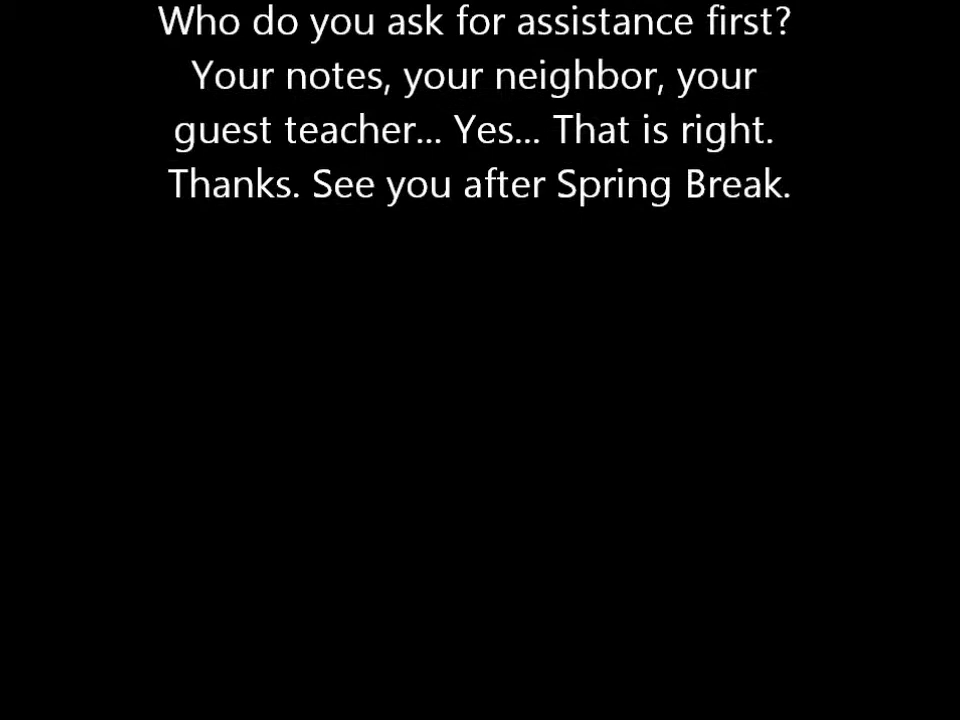 Who do you ask for assistance first?
Your notes, your neighbor, your
guest teacher... Yes... That is right.
Thanks. See you after Spring Break.